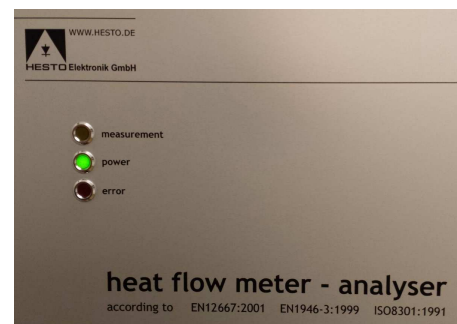 WWW.HESTO.DE
HESTO Elektronik GmbH
measurement
power
error
heat flow meter - analyser
according to EN12667:2001 EN1946-3:1999 ISO8301:1991